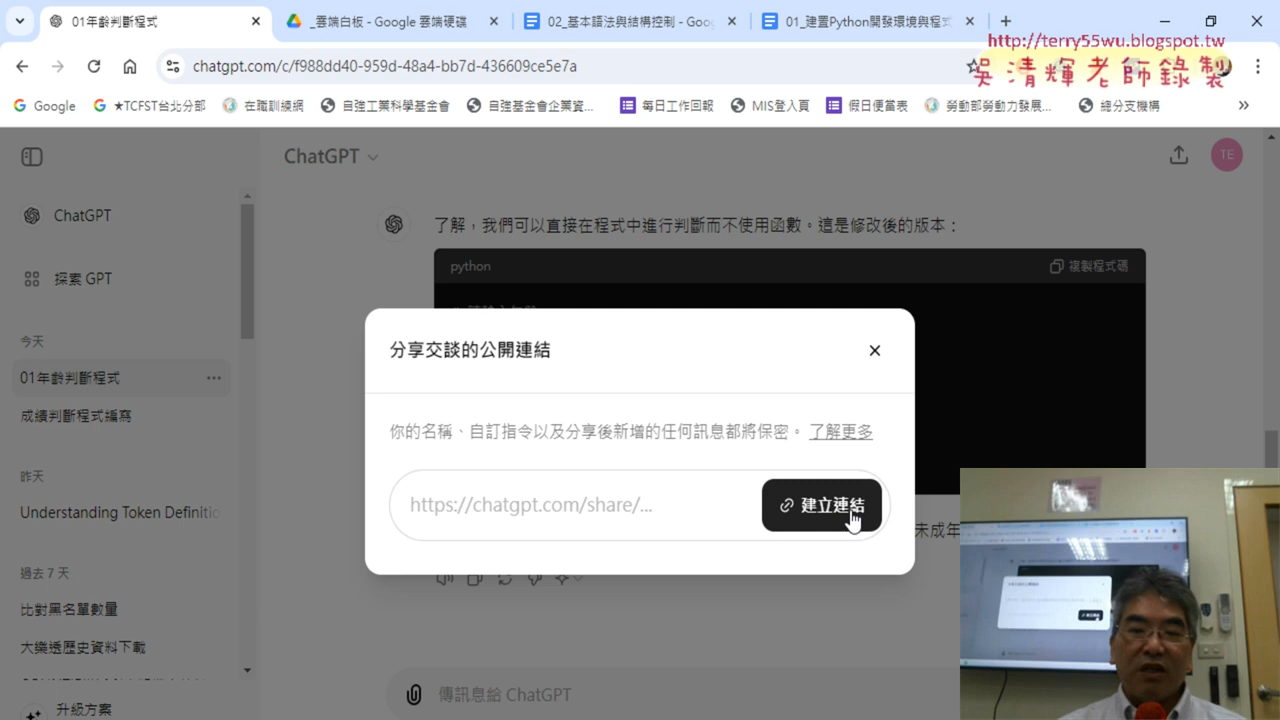 01年齡判斷程式
_雲端白板 - Google 雲端硬碟
02_基本語法與結構控制 - Goo
01_建置Python開發環境與程式
http://terry55wu.blogspot.tw
吳清輝老師錄製
chatgpt.com/c/f988dd40-959d-48a4-bb7d-436609ce5e7a
Google
★TCFST台北分部
在職訓練網
自強工業科學基金會
自強基金會企業資...
每日工作回報
MIS登入頁
假日便當表
勞動部勞動力發展...
總分支機構
ChatGPT
TE
ChatGPT
探索 GPT
今天
01年齡判斷程式
成績判斷程式編寫
昨天
Understanding Token Definitio
過去 7 天
比對黑名單數量
大樂透歷史資料下載
升級方案
了解，我們可以直接在程式中進行判斷而不使用函數。這是修改後的版本：
python
複製程式碼
分享交談的公開連結
你的名稱、自訂指令以及分享後新增的任何訊息都將保密。 了解更多
https://chatgpt.com/share/...
建立連結
未成年
傳訊息給 ChatGPT